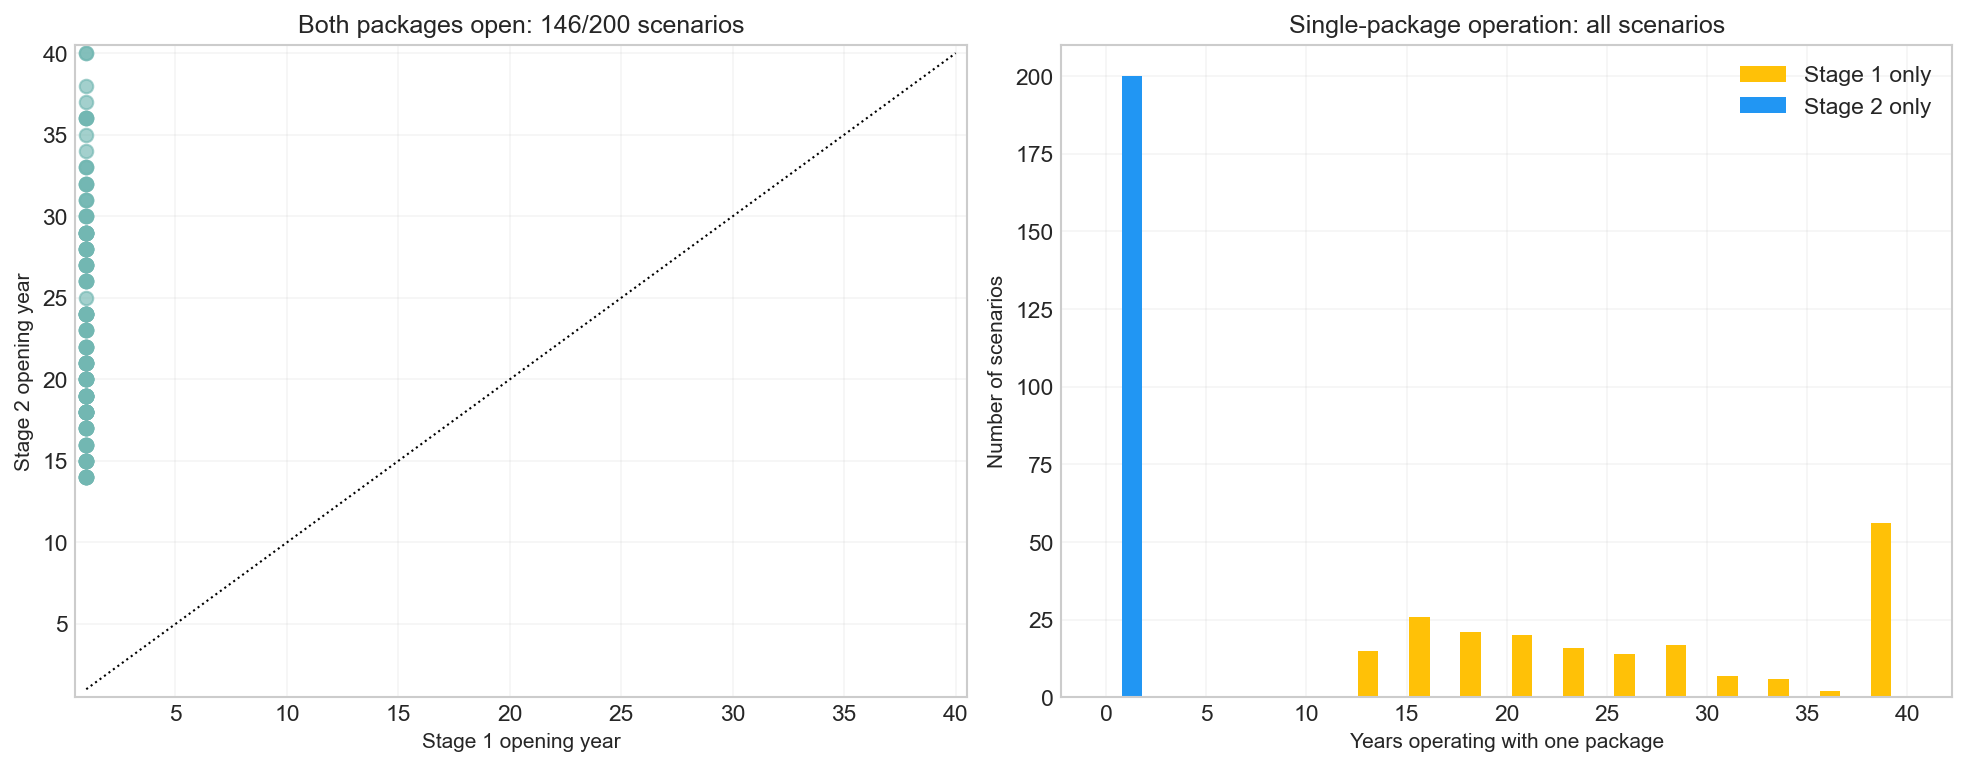 Both packages open: 146/200 scenarios
40
35
30
25
20
15
10
5
Stage 2 opening year
5 10 15 20 25 30 35 40
Stage 1 opening year
Single-package operation: all scenarios
Stage 1 only
Stage 2 only
200
175
150
125
100
75
50
25
0
Number of scenarios
0 5 10 15 20 25 30 35 40
Years operating with one package